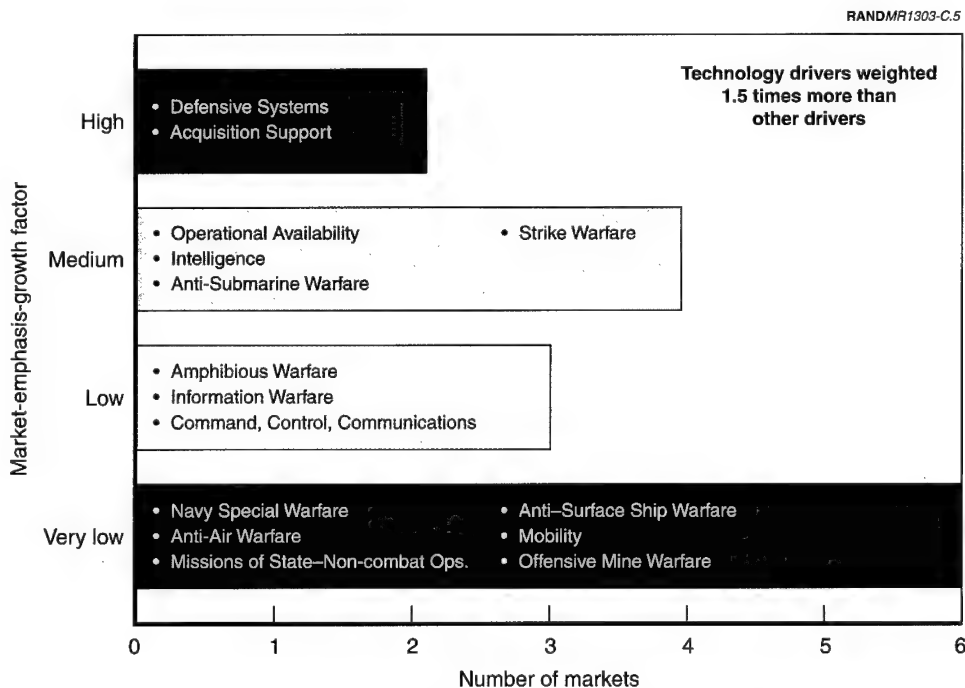 RANDMR1303-C.5
Technology drivers weighted
1.5 times more than
other drivers
Market-emphasis-growth factor
High
• Defensive Systems
• Acquisition Support
Medium
• Operational Availability
• Strike Warfare
• Intelligence
• Anti-Submarine Warfare
Low
• Amphibious Warfare
• Information Warfare
• Command, Control, Communications
Very low
• Navy Special Warfare
• Anti-Air Warfare
• Missions of State–Non-combat Ops.
• Anti–Surface Ship Warfare
• Mobility
• Offensive Mine Warfare
0 1 2 3 4 5 6
Number of markets